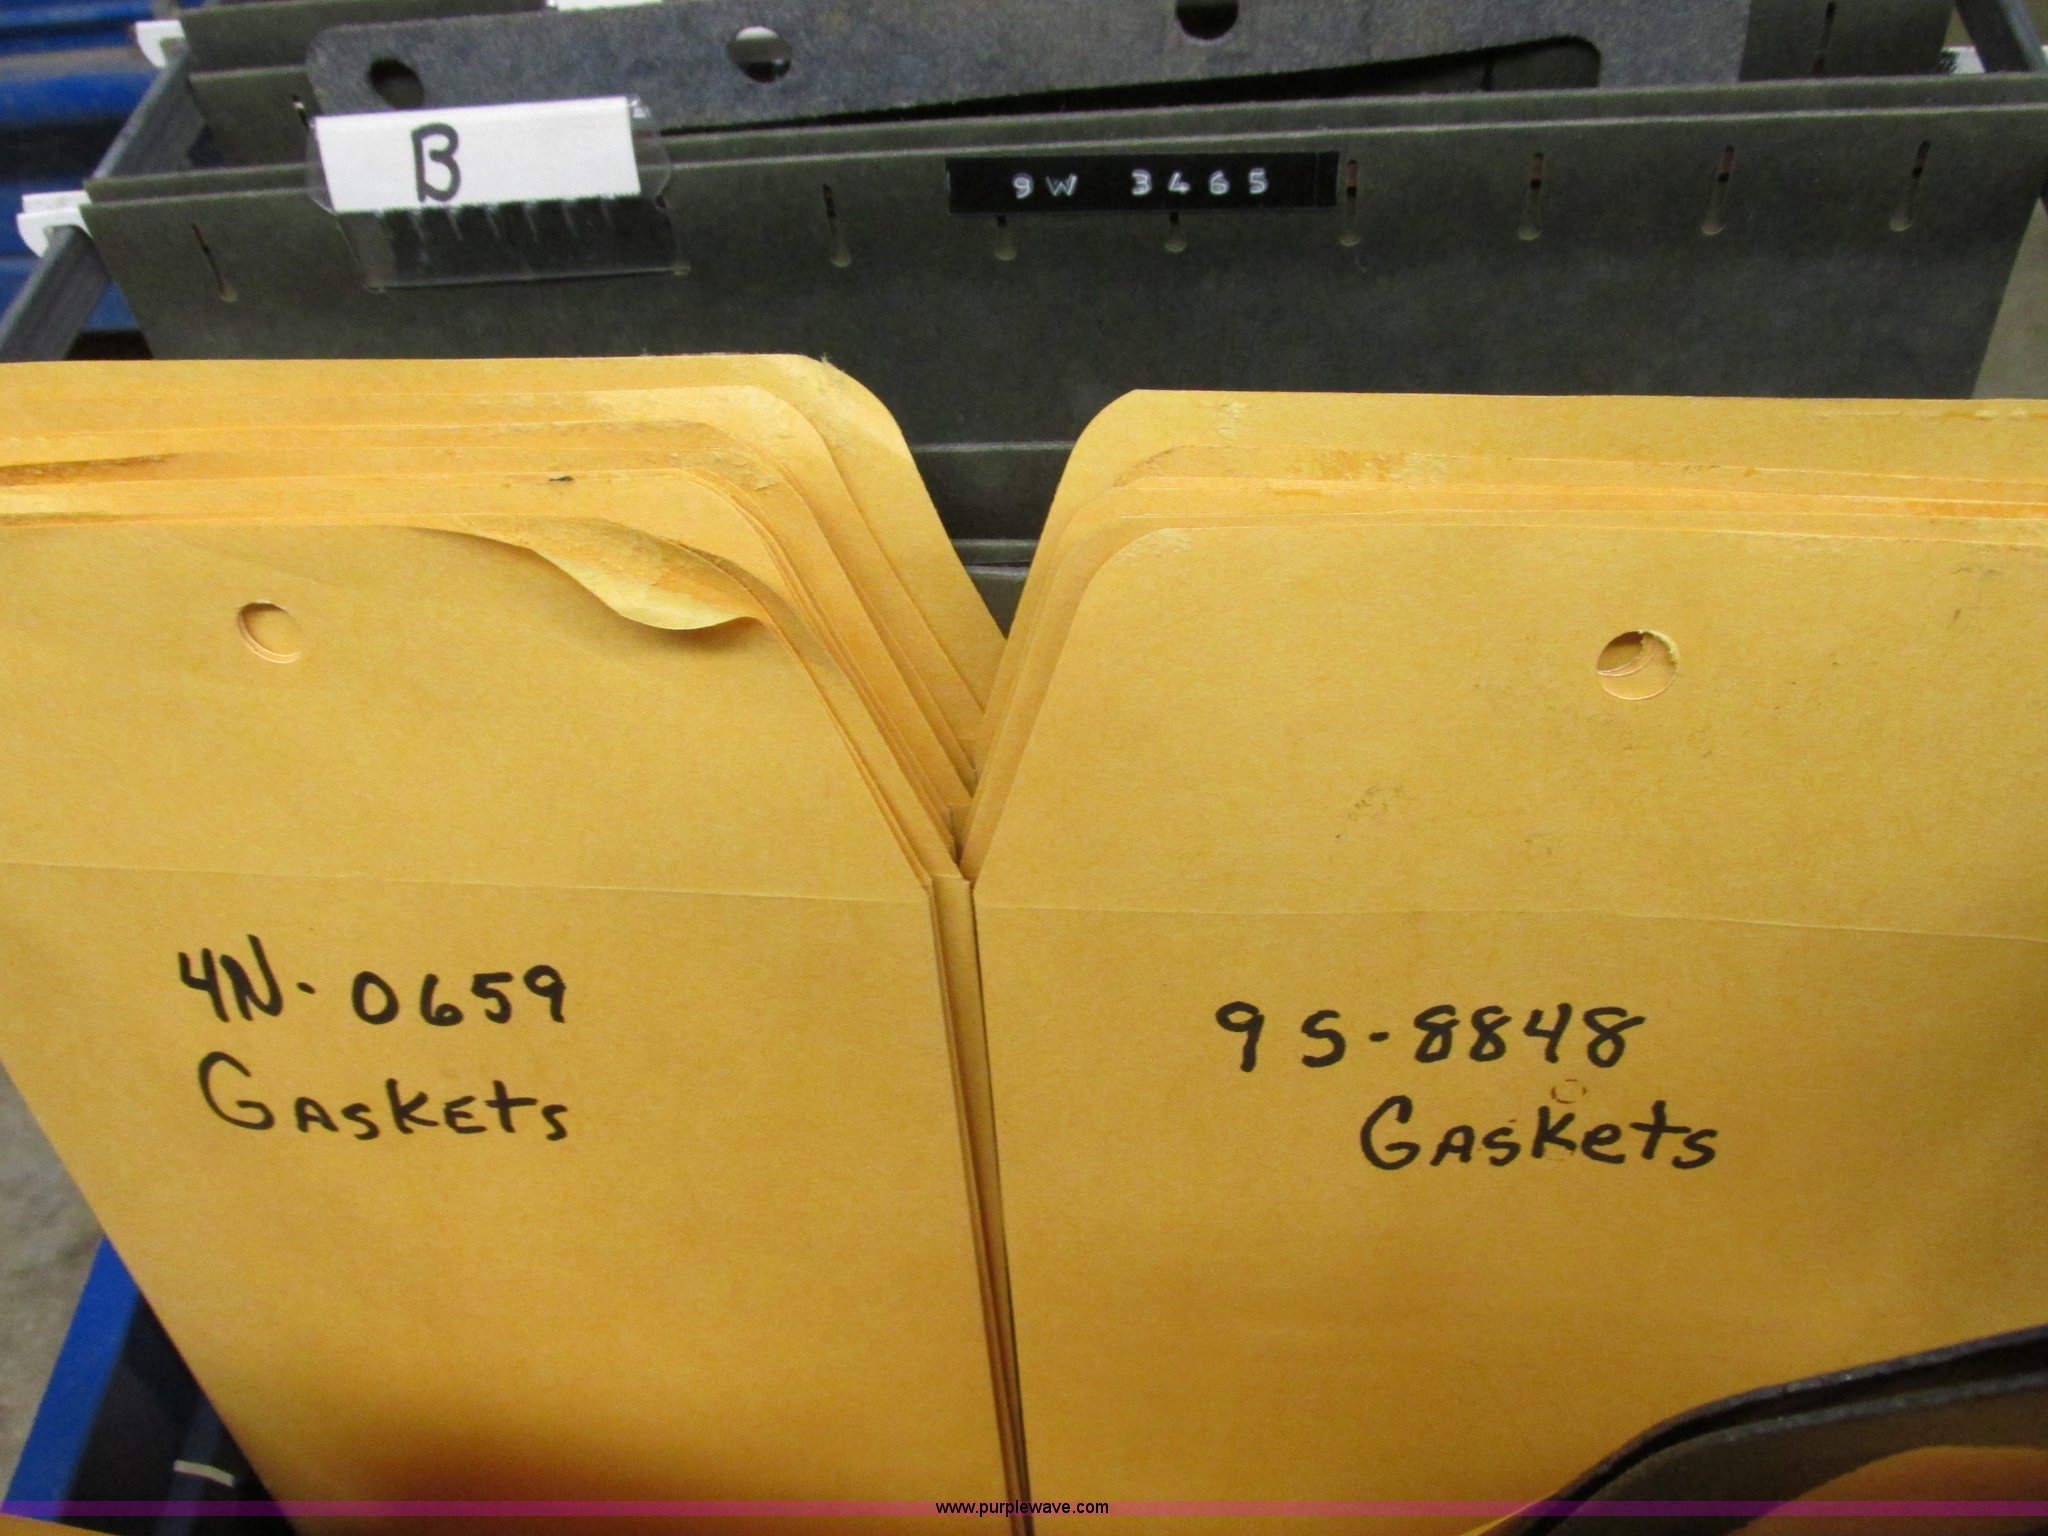 B
9W 3465
4N-0659
GASKEtS
9S-8848
GASKetS
www.purplewave.com